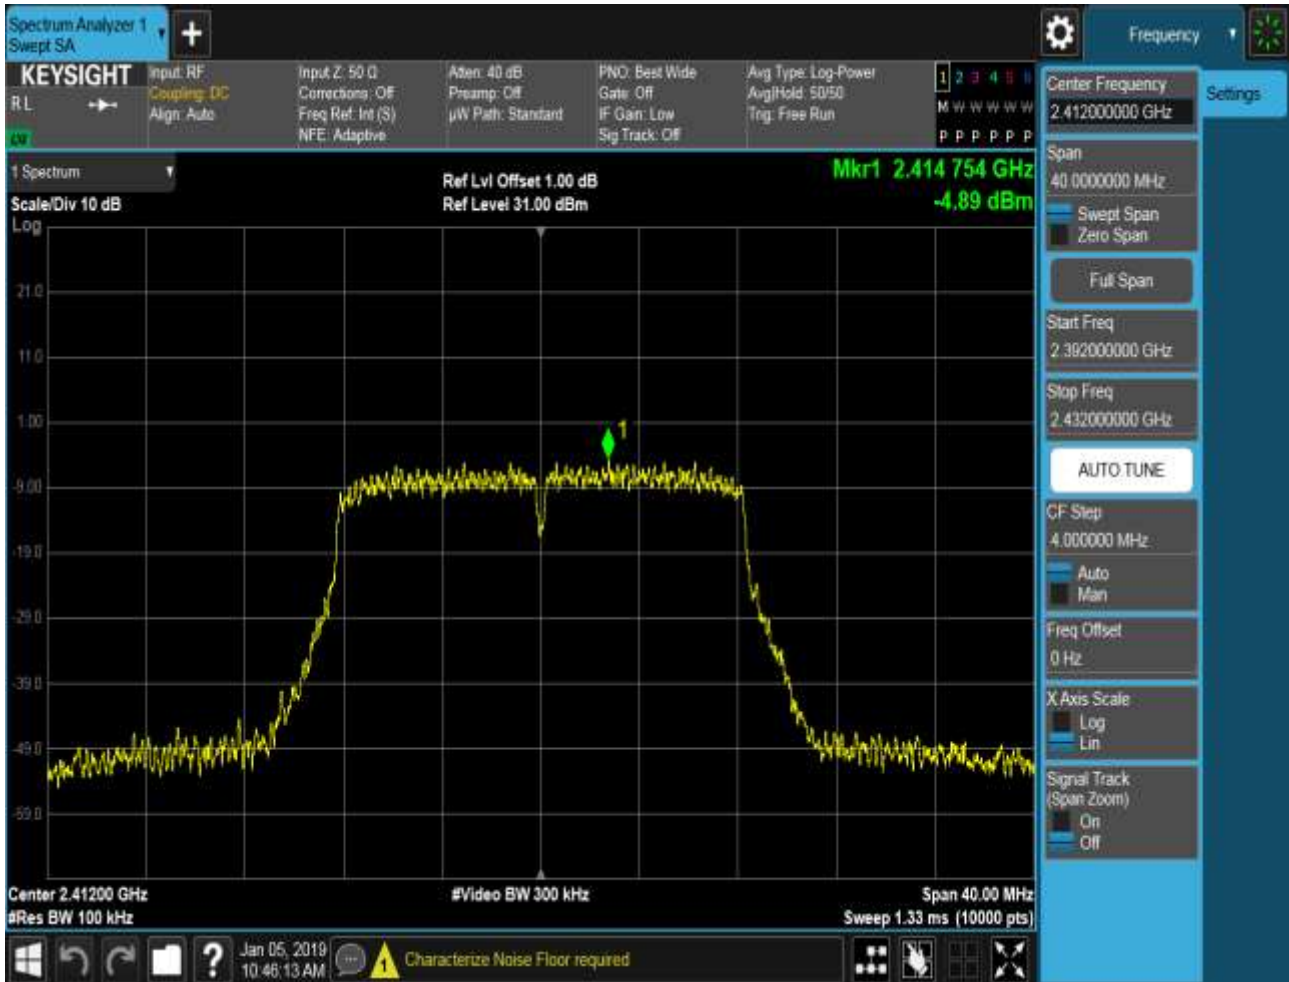 Spectrum Analyzer 1
Swept SA
+
Frequency
KEYSIGHT
RL
Input: RF
Coupling: DC
Align: Auto
Input Z: 50 Ω
Corrections: Off
Freq Ref: Int (S)
NFE: Adaptive
Atten: 40 dB
Preamp: Off
µW Path: Standard
PNO: Best Wide
Gate: Off
IF Gain: Low
Sig Track: Off
Avg Type: Log-Power
Avg|Hold: 50/50
Trig: Free Run
1 2 3 4 5 6
M W W W W W
P P P P P P
1 Spectrum
Scale/Div 10 dB
Log
Ref Lvl Offset 1.00 dB
Ref Level 31.00 dBm
Mkr1 2.414 754 GHz
-4.89 dBm
21.0
11.0
1.00
-9.00
-19.0
-29.0
-39.0
-49.0
-59.0
1
Center 2.41200 GHz
#Res BW 100 kHz
#Video BW 300 kHz
Span 40.00 MHz
Sweep 1.33 ms (10000 pts)
Center Frequency
2.412000000 GHz
Settings
Span
40.0000000 MHz
Swept Span
Zero Span
Full Span
Start Freq
2.392000000 GHz
Stop Freq
2.432000000 GHz
AUTO TUNE
CF Step
4.000000 MHz
Auto
Man
Freq Offset
0 Hz
X Axis Scale
Log
Lin
Signal Track
(Span Zoom)
On
Off
?
Jan 05, 2019
10:46:13 AM
1
Characterize Noise Floor required